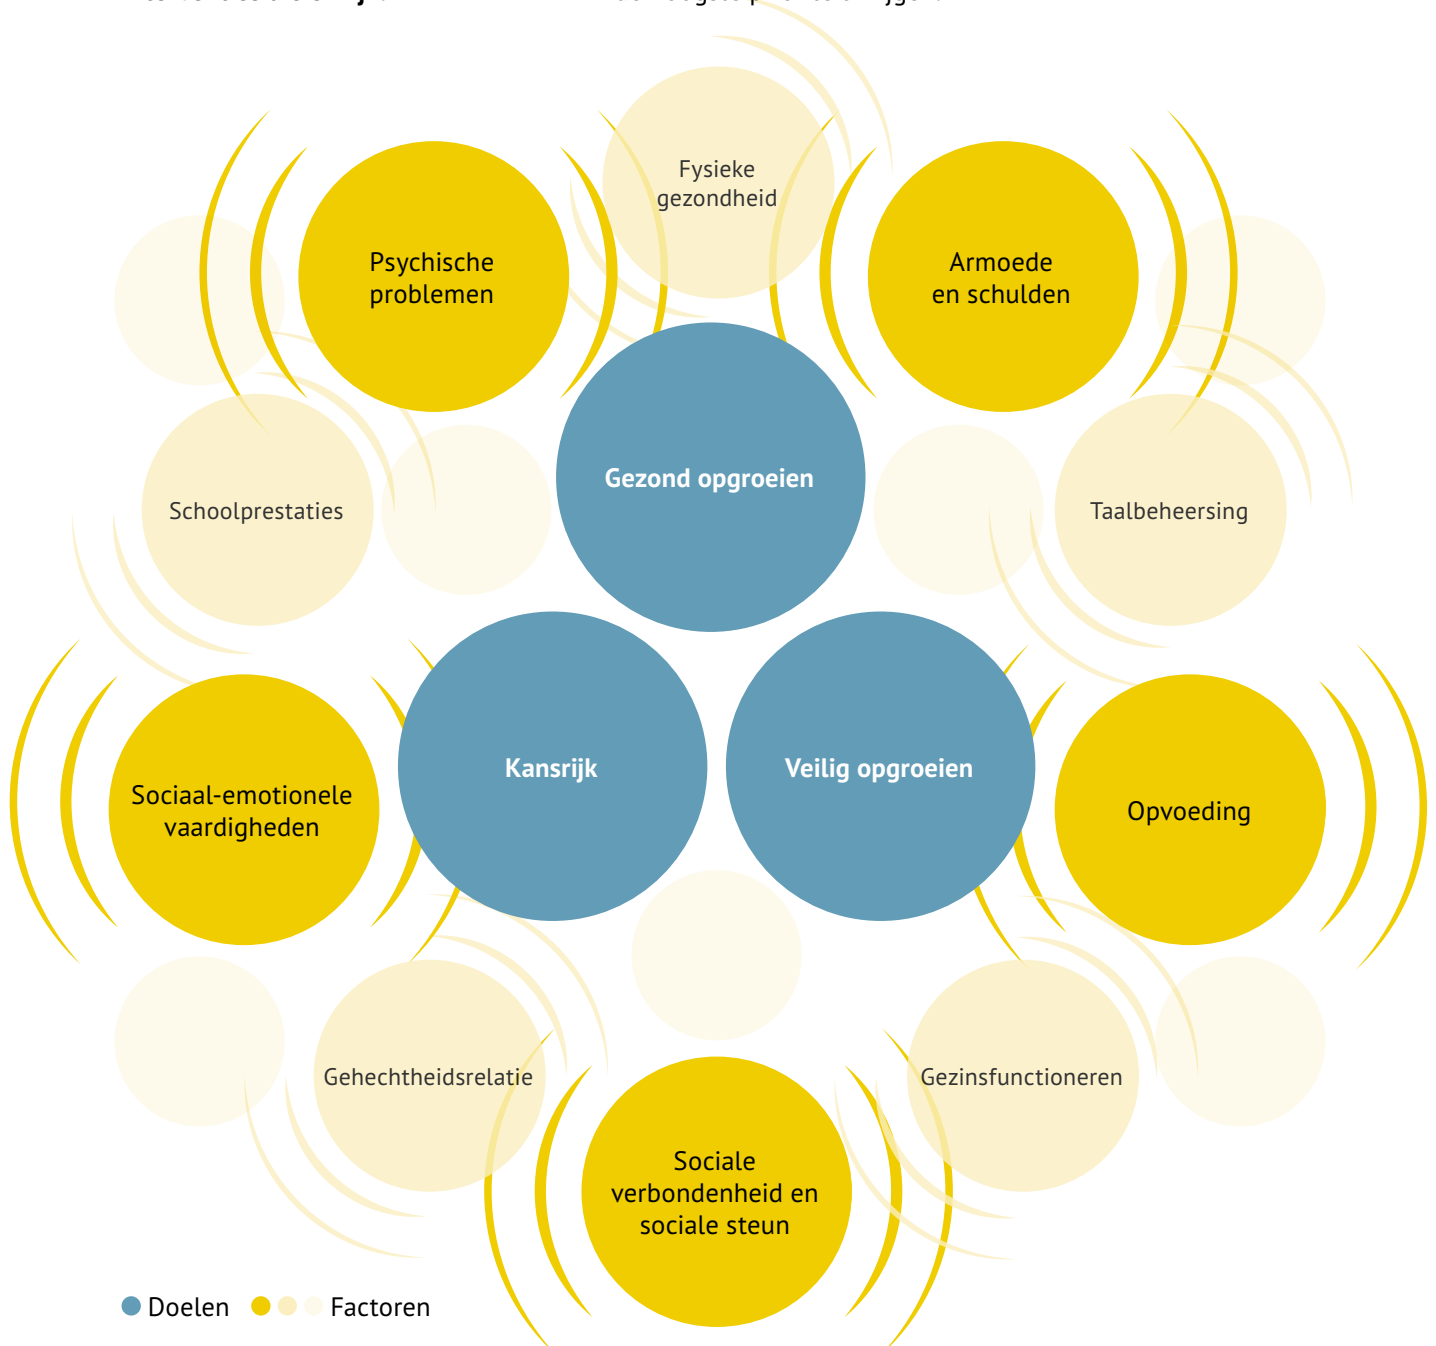 Fysieke
gezondheid
Psychische
problemen
Armoede
en schulden
Gezond opgroeien
Schoolprestaties
Taalbeheersing
Kansrijk
Veilig opgroeien
Sociaal-emotionele
vaardigheden
Opvoeding
Gehechtheidsrelatie
Gezinsfunctioneren
Sociale
verbondenheid en
sociale steun
Doelen
Factoren